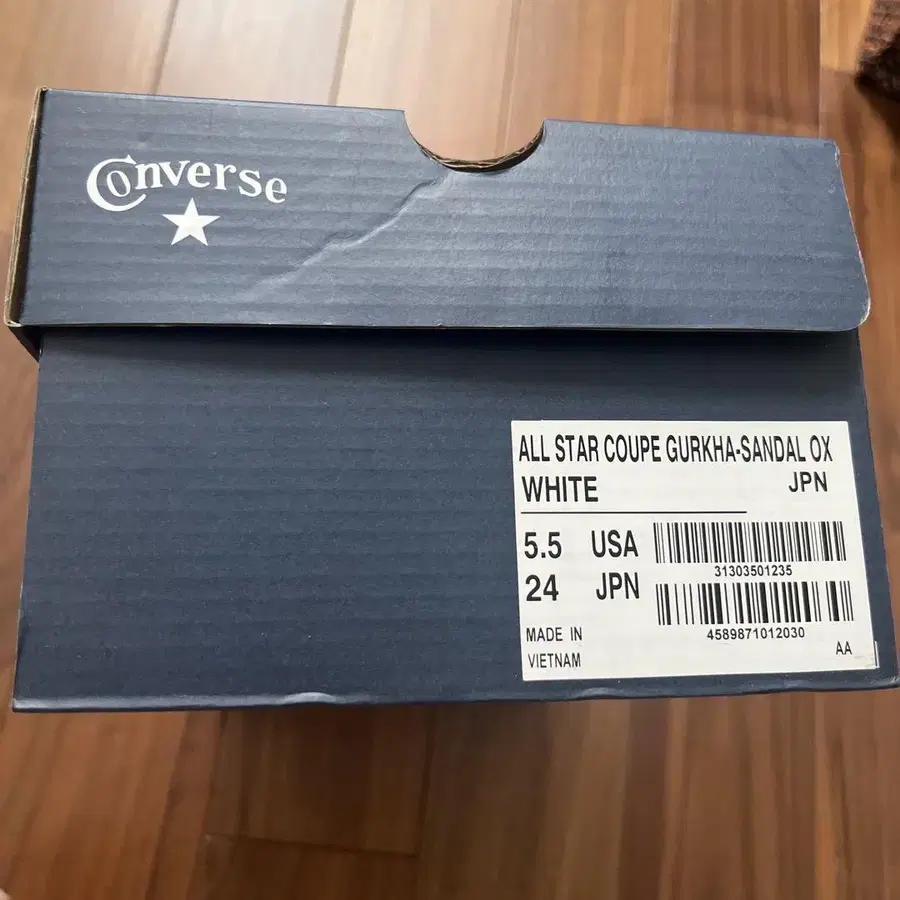 Converse
ALL STAR COUPE GURKHA-SANDAL OX
WHITE JPN
5.5 USA
31303501235
24 JPN
4589871012030
MADE IN
VIETNAM
AA